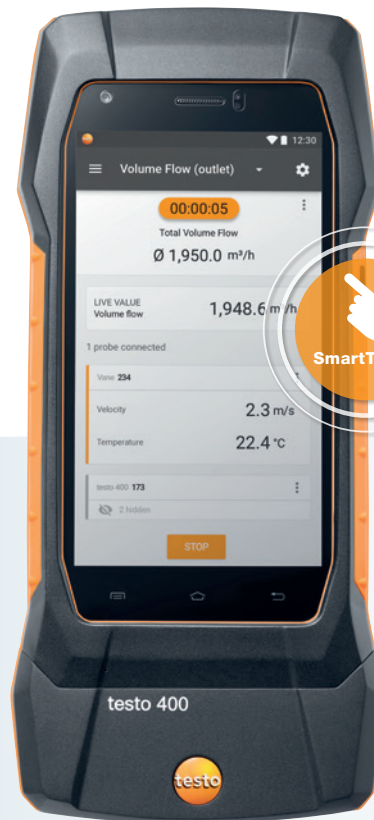 12:30
Volume Flow (outlet)
00:00:05
Total Volume Flow
Ø 1,950.0 m³/h
LIVE VALUE
Volume flow
1,948.6 m³/h
1 probe connected
Vane 234
Velocity 2.3 m/s
Temperature 22.4 °C
testo 400 173
2 hidden
STOP
SmartT
testo 400
testo